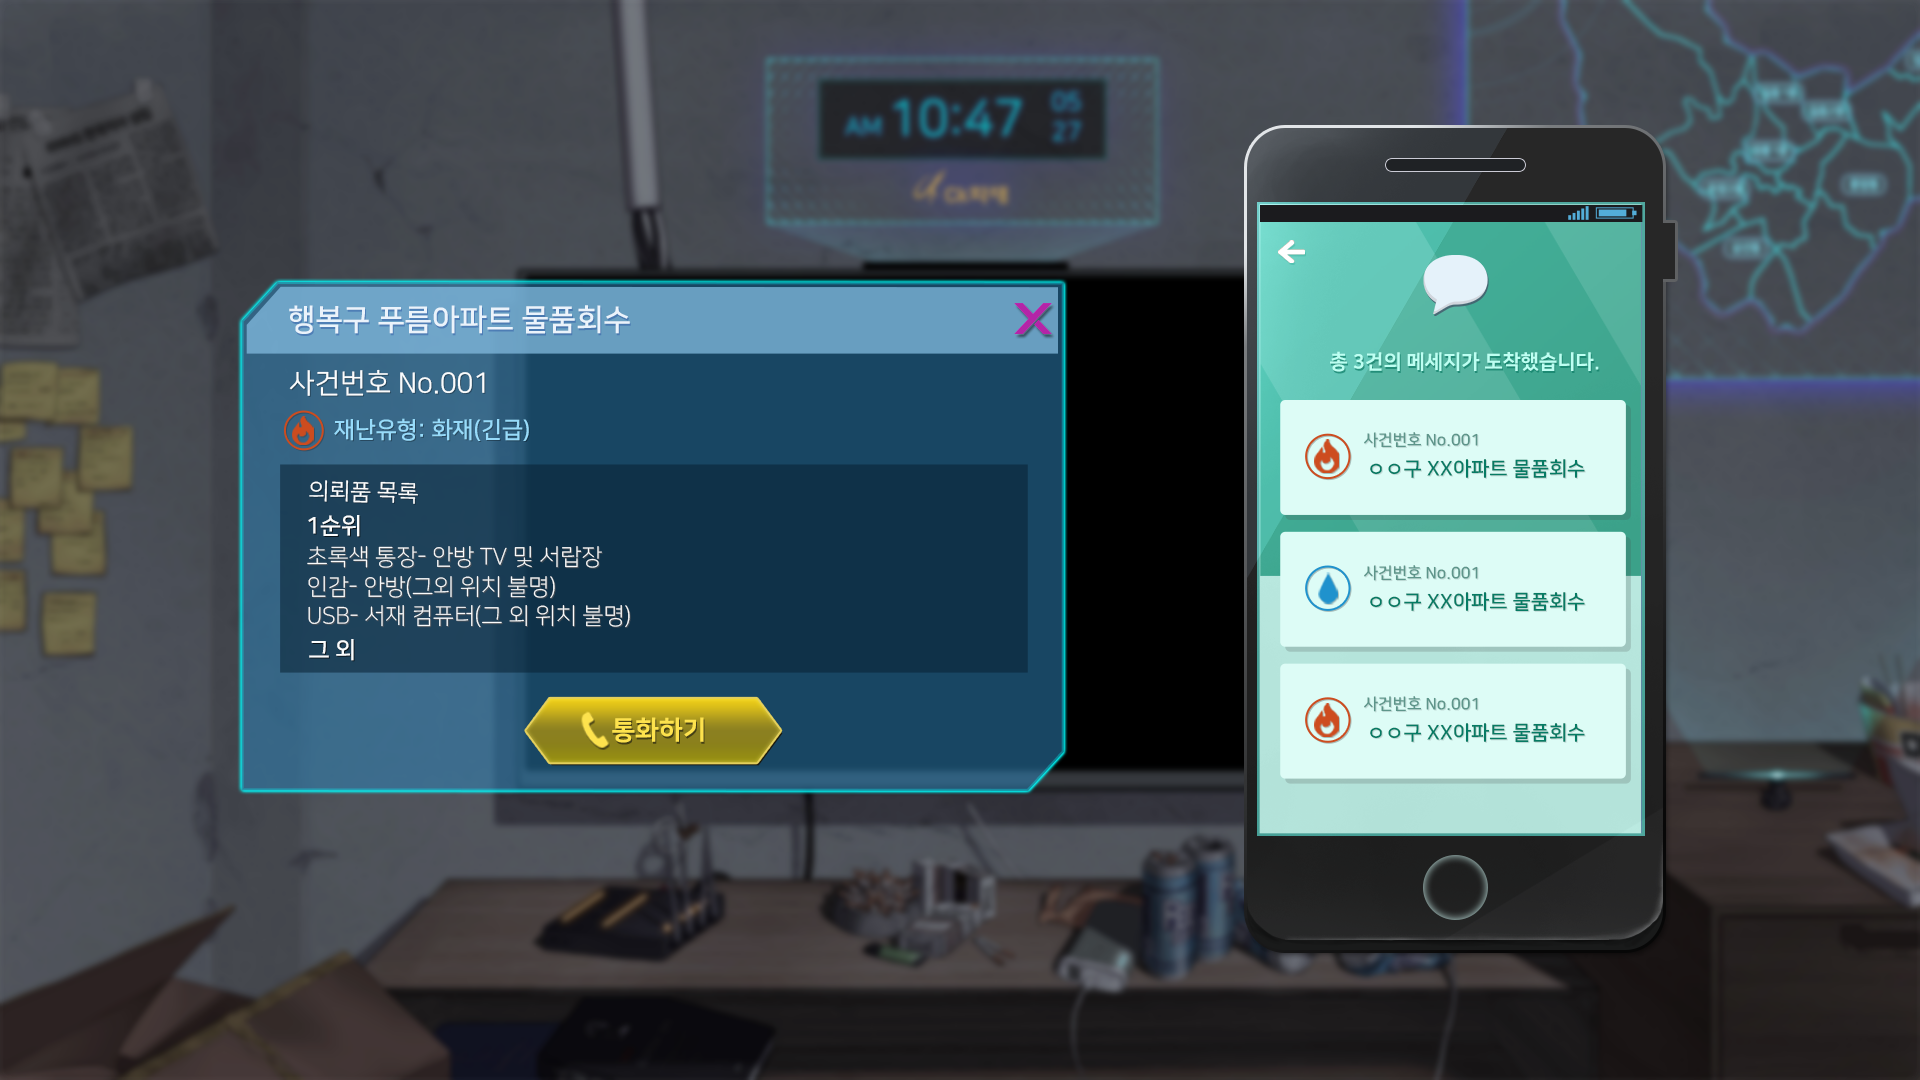 AM 10:47
05
27
행복구 푸름아파트 물품회수
사건번호 No.001
재난유형: 화재(긴급)
의뢰품 목록
1순위
초록색 통장- 안방 TV 및 서랍장
인감- 안방(그외 위치 불명)
USB- 서재 컴퓨터(그 외 위치 불명)
그 외
통화하기
총 3건의 메세지가 도착했습니다.
사건번호 No.001
ㅇㅇ구 XX아파트 물품회수
사건번호 No.001
ㅇㅇ구 XX아파트 물품회수
사건번호 No.001
ㅇㅇ구 XX아파트 물품회수